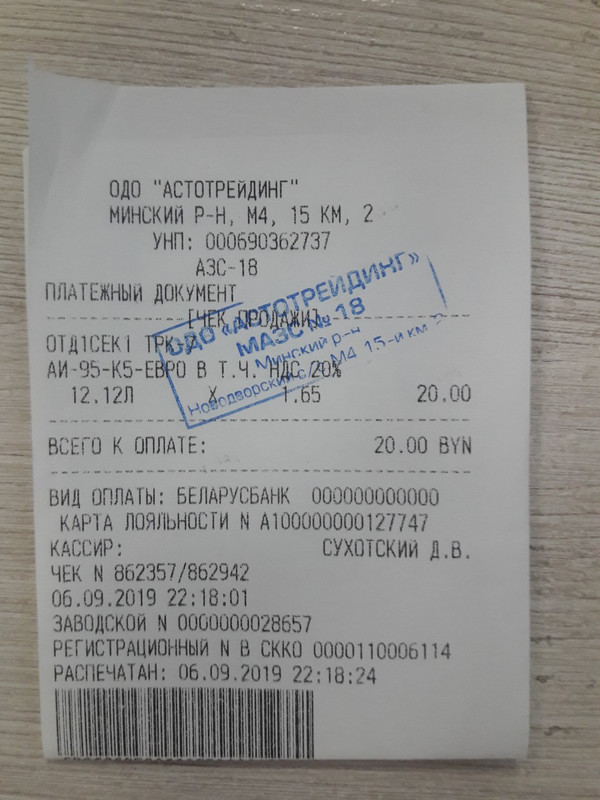 ОДО "АСТОТРЕЙДИНГ"
МИНСКИЙ Р-Н, М4, 15 КМ, 2
УНП: 000690362737
АЗС-18
ПЛАТЕЖНЫЙ ДОКУМЕНТ
[ЧЕК ПРОДАЖИ]
ОДО «АСТОТРЕЙДИНГ»
МАЗС № 18
Минский р-н
Новодворский с/с, М4 15-й км
ОТД1СЕК1 ТРК
АИ-95-К5-ЕВРО В Т.Ч. НДС 20%
12.12Л X 1.65 20.00
ВСЕГО К ОПЛАТЕ: 20.00 BYN
ВИД ОПЛАТЫ: БЕЛАРУСБАНК 000000000000
КАРТА ЛОЯЛЬНОСТИ N А100000000127747
КАССИР: СУХОТСКИЙ Д.В.
ЧЕК N 862357/862942
06.09.2019 22:18:01
ЗАВОДСКОЙ N 0000000028657
РЕГИСТРАЦИОННЫЙ N В СККО 0000110006114
РАСПЕЧАТАН: 06.09.2019 22:18:24